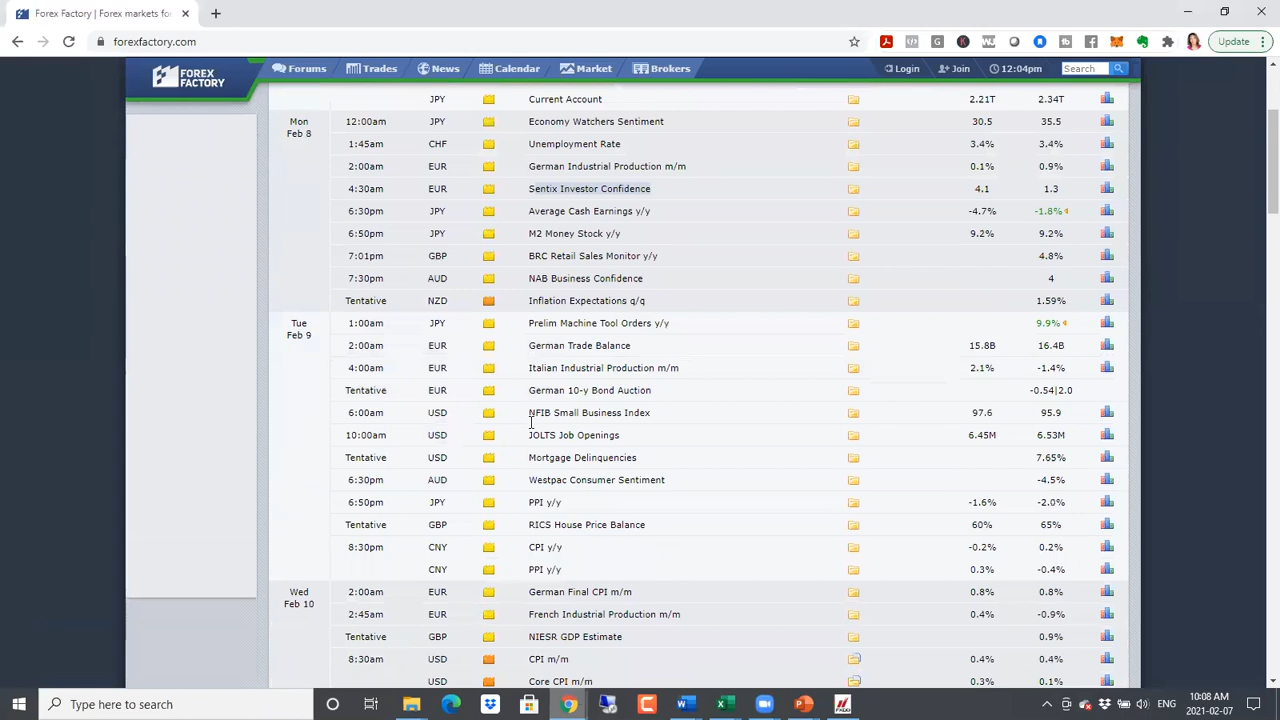 Forex Factory | Forex markets fo
forexfactory.com
Update
FOREX
FACTORY
Forums Trades News Calendar Market Brokers Login Join 12:04pm Search
JPY Current Account 2.21T 2.34T
Mon 12:00am JPY Economy Watchers Sentiment 30.5 35.5
Feb 8
1:45am CHF Unemployment Rate 3.4% 3.4%
2:00am EUR German Industrial Production m/m 0.1% 0.9%
4:30am EUR Sentix Investor Confidence 4.1 1.3
6:30pm JPY Average Cash Earnings y/y -4.7% -1.8%
6:50pm JPY M2 Money Stock y/y 9.2% 9.2%
7:01pm GBP BRC Retail Sales Monitor y/y 4.8%
7:30pm AUD NAB Business Confidence 4
Tentative NZD Inflation Expectations q/q 1.59%
Tue 1:00am JPY Prelim Machine Tool Orders y/y 9.9%
Feb 9
2:00am EUR German Trade Balance 15.8B 16.4B
4:00am EUR Italian Industrial Production m/m 2.1% -1.4%
Tentative EUR German 10-y Bond Auction -0.54|2.0
6:00am USD NFIB Small Business Index 97.6 95.9
10:00am USD JOLTS Job Openings 6.45M 6.53M
Tentative USD Mortgage Delinquencies 7.65%
6:30pm AUD Westpac Consumer Sentiment -4.5%
6:50pm JPY PPI y/y -1.6% -2.0%
Tentative GBP RICS House Price Balance 60% 65%
8:30pm CNY CPI y/y -0.2% 0.2%
CNY PPI y/y 0.3% -0.4%
Wed 2:00am EUR German Final CPI m/m 0.8% 0.8%
Feb 10
2:45am EUR French Industrial Production m/m 0.4% -0.9%
Tentative GBP NIESR GDP Estimate 0.9%
8:30am USD CPI m/m 0.4% 0.4%
USD Core CPI m/m 0.3% 0.1%
Type here to search
ENG
10:08 AM
2021-02-07